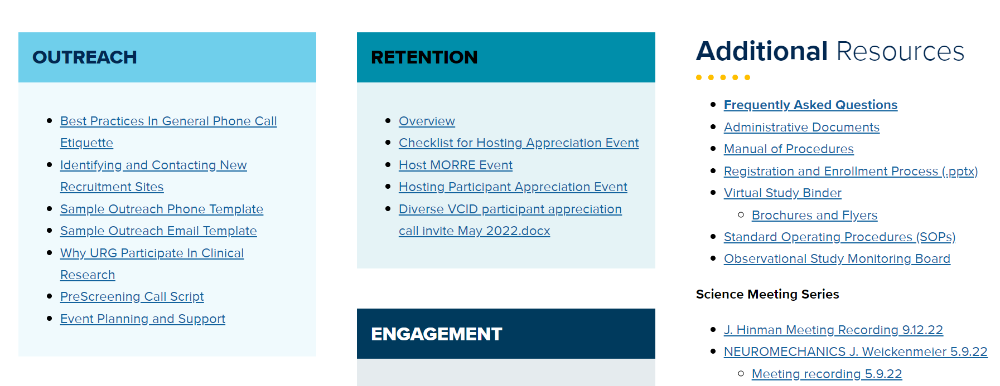 OUTREACH
Best Practices In General Phone Call
Etiquette
Identifying and Contacting New
Recruitment Sites
Sample Outreach Phone Template
Sample Outreach Email Template
Why URG Participate In Clinical
Research
PreScreening Call Script
Event Planning and Support
RETENTION
Overview
Checklist for Hosting Appreciation Event
Host MORRE Event
Hosting Participant Appreciation Event
Diverse VCID participant appreciation
call invite May 2022.docx
ENGAGEMENT
Additional Resources
Frequently Asked Questions
Administrative Documents
Manual of Procedures
Registration and Enrollment Process (.pptx)
Virtual Study Binder
Brochures and Flyers
Standard Operating Procedures (SOPs)
Observational Study Monitoring Board
Science Meeting Series
J. Hinman Meeting Recording 9.12.22
NEUROMECHANICS J. Weickenmeier 5.9.22
Meeting recording 5.9.22